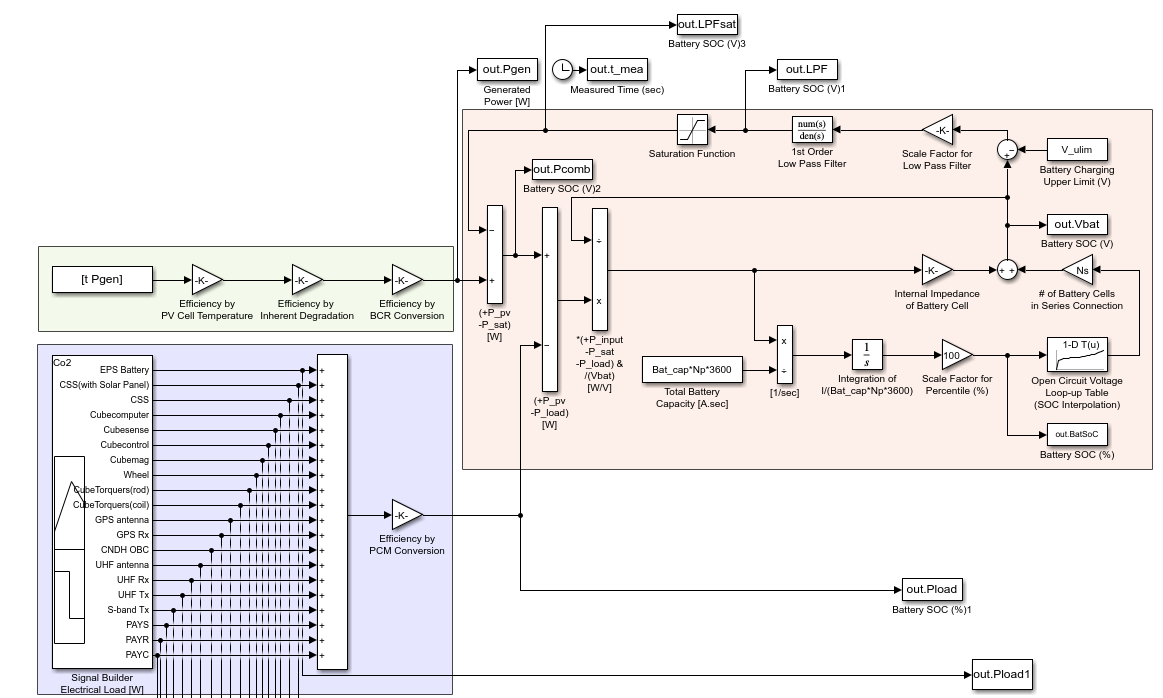 out.LPFsat
Battery SOC (V)3
out.Pgen
Generated
Power [W]
out.t_mea
Measured Time (sec)
out.LPF
Battery SOC (V)1
Saturation Function
num(s)
den(s)
1st Order
Low Pass Filter
-K-
Scale Factor for
Low Pass Filter
−
+
V_ulim
Battery Charging
Upper Limit (V)
out.Pcomb
Battery SOC (V)2
out.Vbat
Battery SOC (V)
[t Pgen]
-K-
Efficiency by
PV Cell Temperature
-K-
Efficiency by
Inherent Degradation
-K-
Efficiency by
BCR Conversion
−
+
(+P_pv
-P_sat)
[W]
+
−
(+P_pv
-P_load)
[W]
÷
x
*(+P_input
-P_sat
-P_load) &
/(Vbat)
[W/V]
-K-
Internal Impedance
of Battery Cell
+ +
Ns
# of Battery Cells
in Series Connection
Bat_cap*Np*3600
Total Battery
Capacity [A.sec]
x
÷
[1/sec]
1
s
Integration of
I/(Bat_cap*Np*3600)
100
Scale Factor for
Percentile (%)
1-D T(u)
Open Circuit Voltage
Loop-up Table
(SOC Interpolation)
out.BatSoC
Battery SOC (%)
Co2
EPS Battery
+
CSS(with Solar Panel)
+
CSS
+
Cubecomputer
+
Cubesense
+
Cubecontrol
+
Cubemag
+
Wheel
+
CubeTorquers(rod)
+
CubeTorquers(coil)
+
GPS antenna
+
GPS Rx
+
CNDH OBC
+
UHF antenna
+
UHF Rx
+
UHF Tx
+
S-band Tx
+
PAYS
+
PAYR
+
PAYC
+
Signal Builder
Electrical Load [W]
-K-
Efficiency by
PCM Conversion
out.Pload
Battery SOC (%)1
out.Pload1